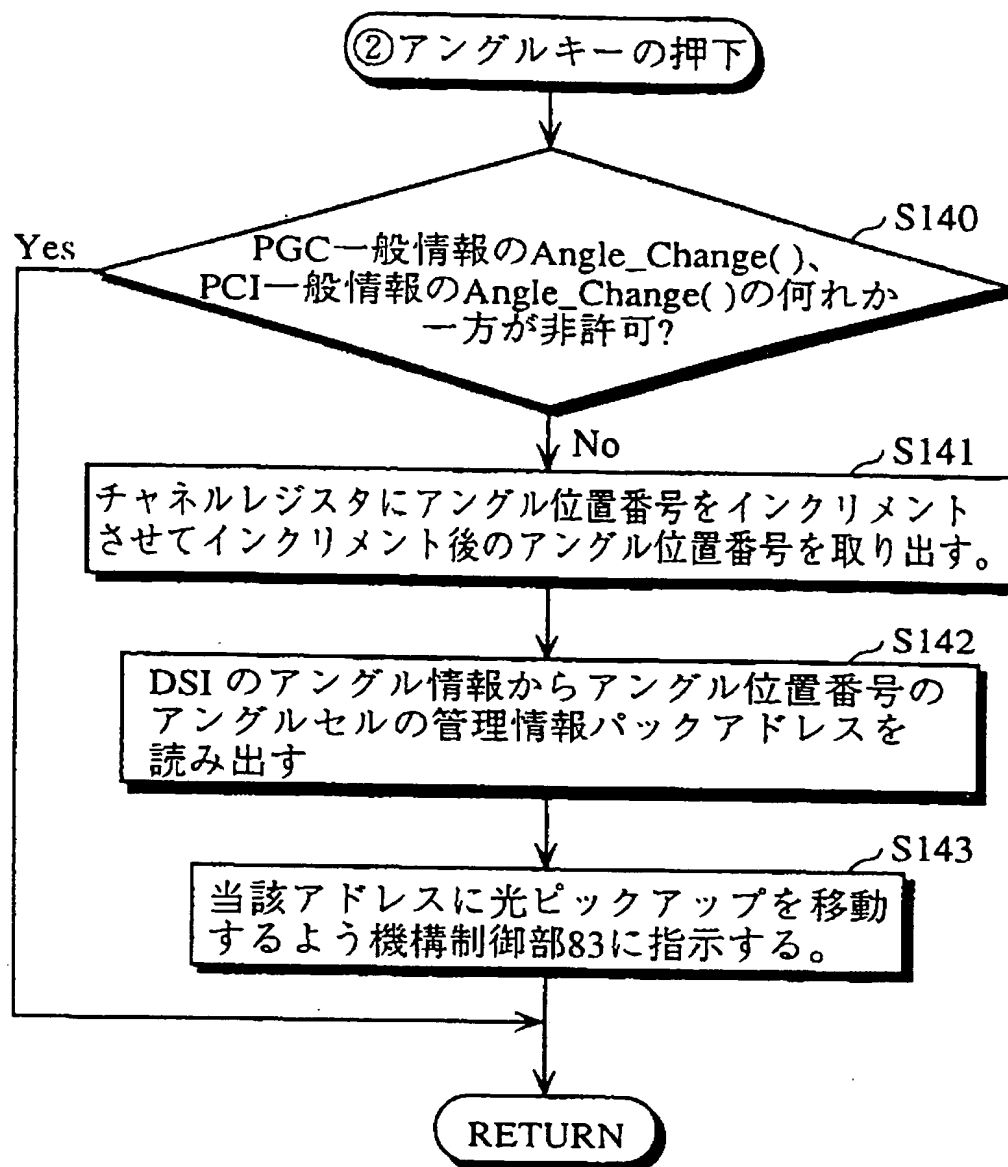 ②アングルキーの押下
S140
Yes
PGC一般情報のAngle_Change( )、
PCI一般情報のAngle_Change( )の何れか
一方が非許可?
No
S141
チャネルレジスタにアングル位置番号をインクリメント
させてインクリメント後のアングル位置番号を取り出す。
S142
DSI のアングル情報からアングル位置番号の
アングルセルの管理情報パックアドレスを
読み出す
S143
当該アドレスに光ピックアップを移動
するよう機構制御部83に指示する。
RETURN